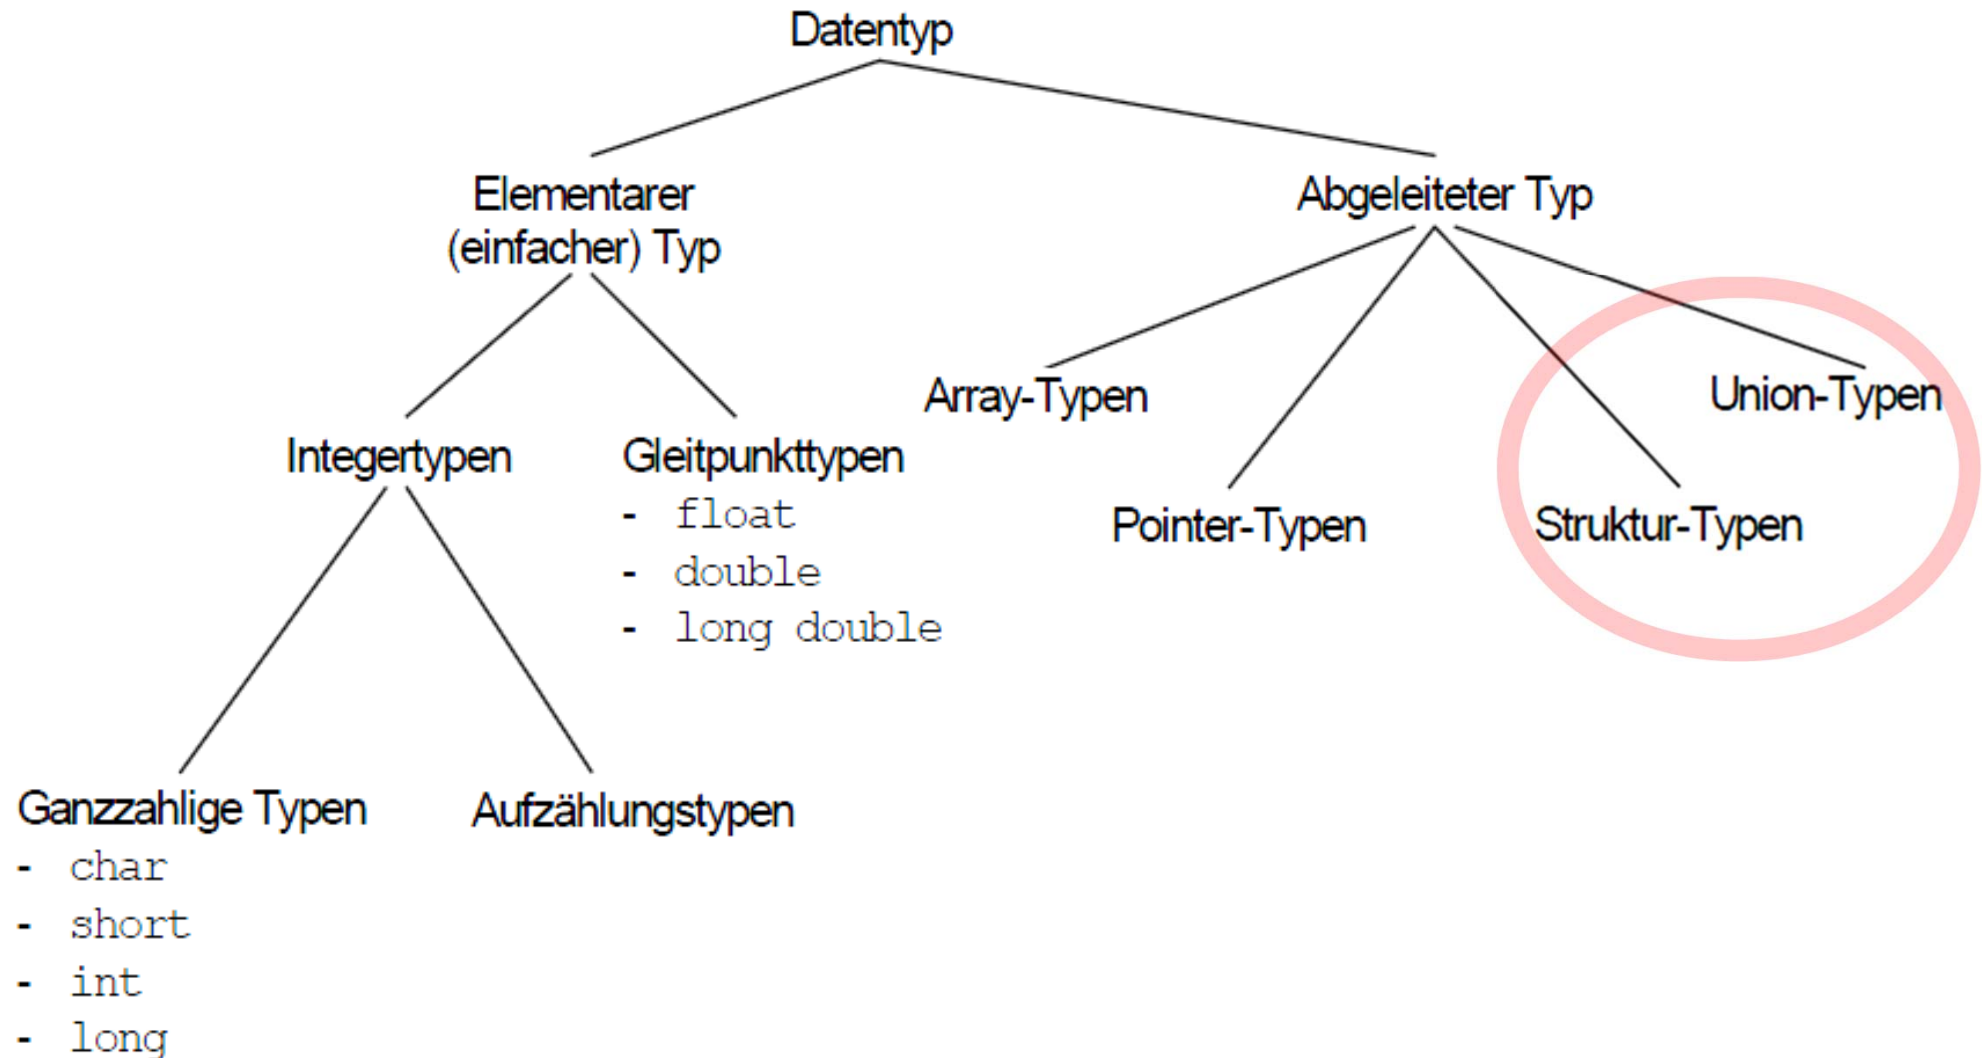 Datentyp
Elementarer
(einfacher) Typ
Abgeleiteter Typ
Array-Typen
Union-Typen
Integertypen
Gleitpunkttypen
- float
- double
- long double
Pointer-Typen
Struktur-Typen
Ganzzahlige Typen
- char
- short
- int
- long
Aufzählungstypen